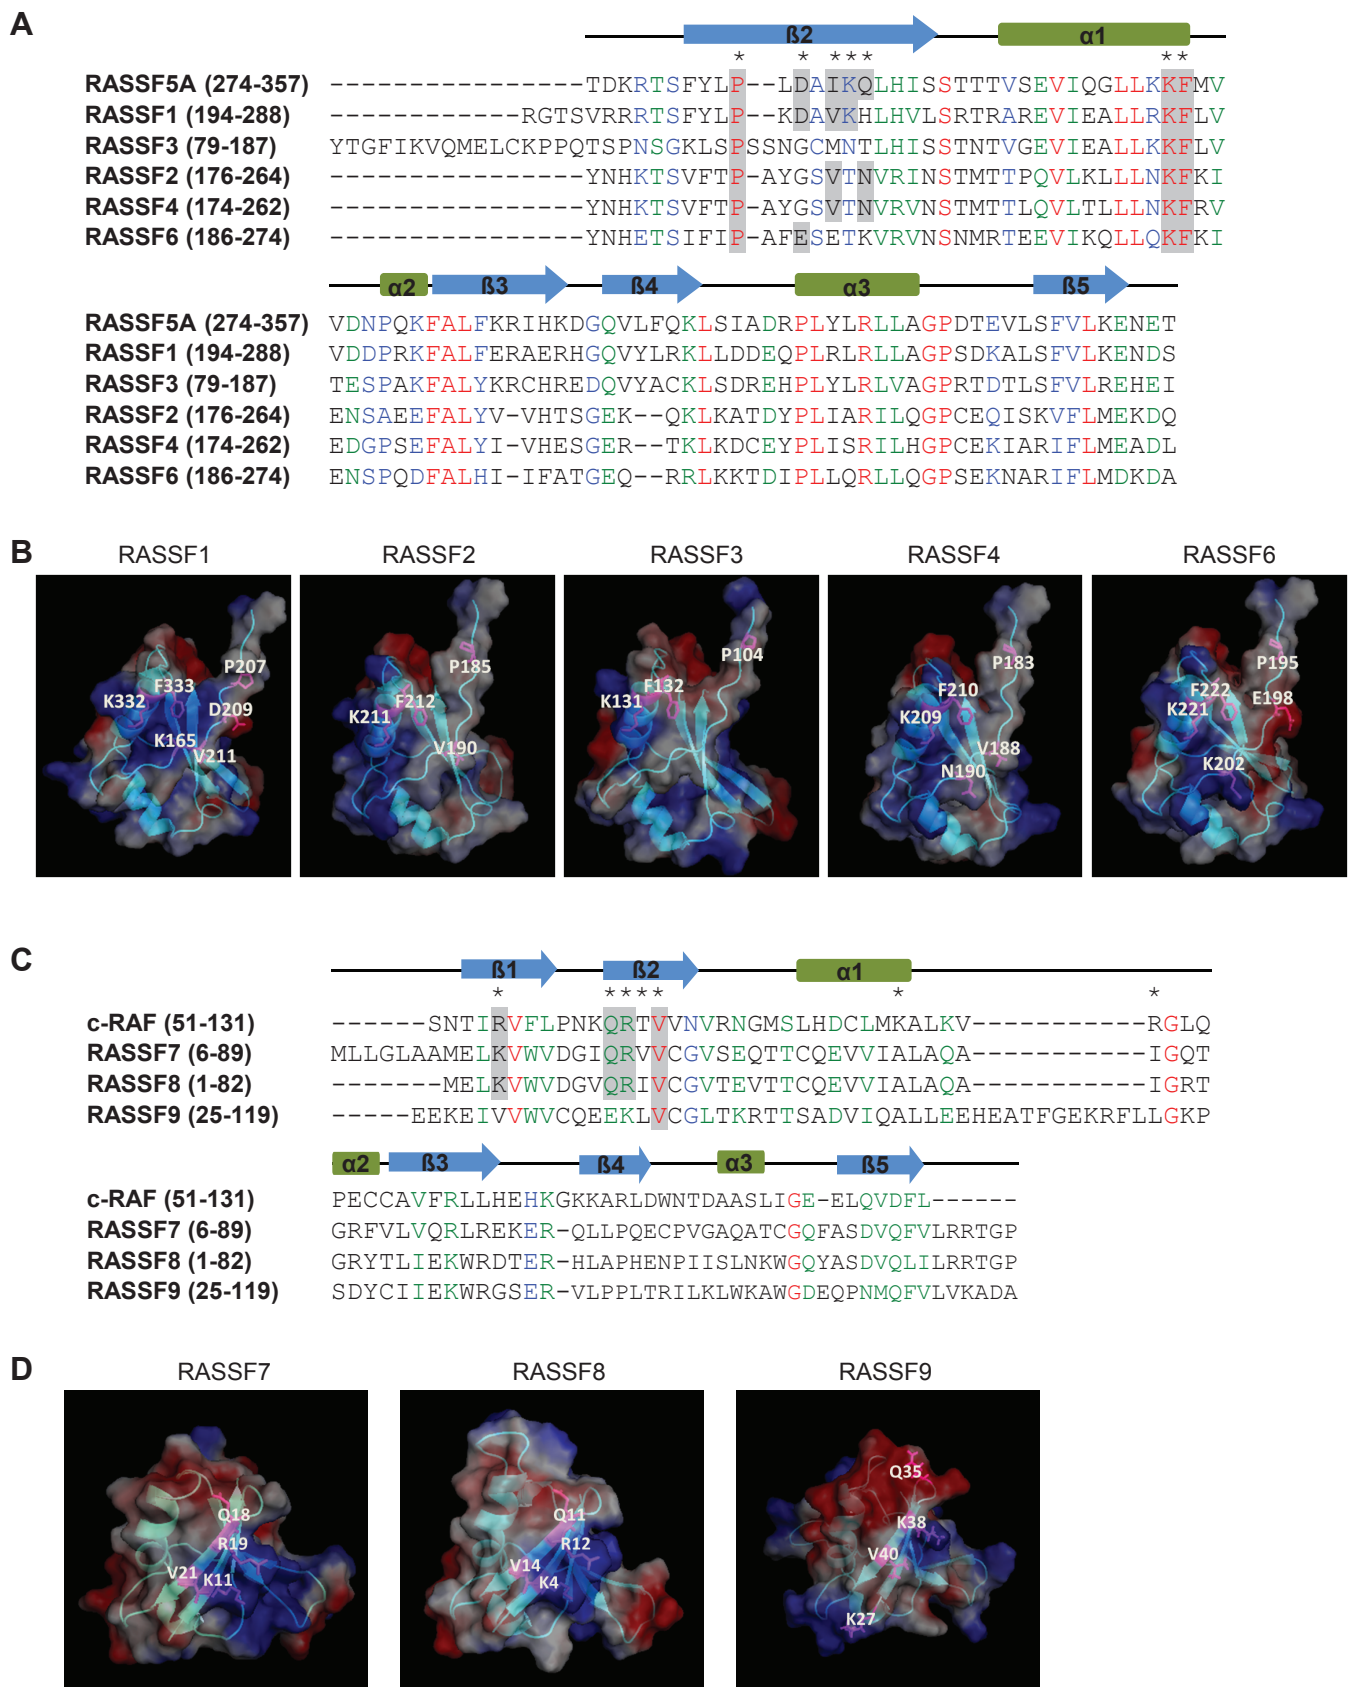 A
ß2 α1
* * *** **
RASSF5A (274-357) ----------------TDKRTSFYLP--LDAIKQLHISSTTTVSEVIQGLLKKFMV
RASSF1 (194-288) ------------RGTSVRRRTSFYLP--KDAVKHLHVLSRTRAREVIEALLRKFLV
RASSF3 (79-187) YTGFIKVQMELCKPPQTSPNSGKLSPSSNGCMNTLHISSTNTVGEVIEALLKKFLV
RASSF2 (176-264) ----------------YNHKTSVFTP-AYGSVTNVRINSTMTTPQVLKLLLNKFKI
RASSF4 (174-262) ----------------YNHKTSVFTP-AYGSVTNVRVNSTMTTLQVLTLLLNKFRV
RASSF6 (186-274) ----------------YNHETSIFIP-AFESETKVRVNSNMRTEEVIKQLLQKFKI
α2 ß3 ß4 α3 ß5
RASSF5A (274-357) VDNPQKFALFKRIHKDGQVLFQKLSIADRPLYLRLLAGPDTEVLSFVLKENET
RASSF1 (194-288) VDDPRKFALFERAERHGQVYLRKLLDDEQPLRLRLLAGPSDKALSFVLKENDS
RASSF3 (79-187) TESPAKFALYKRCHREDQVYACKLSDREHPLYLRLVAGPRTDTLSFVLREHEI
RASSF2 (176-264) ENSAEEFALYV-VHTSGEK--QKLKATDYPLIARILQGPCEQISKVFLMEKDQ
RASSF4 (174-262) EDGPSEFALYI-VHESGER--TKLKDCEYPLISRILHGPCEKIARIFLMEADL
RASSF6 (186-274) ENSPQDFALHI-IFATGEQ--RRLKKTDIPLLQRLLQGPSEKNARIFLMDKDA
B
RASSF1 RASSF2 RASSF3 RASSF4 RASSF6
P207 F333 K332 D209 K165 V211
P185 F212 K211 V190
P104 F132 K131
P183 F210 K209 V188 N190
P195 F222 E198 K221 K202
C
ß1 ß2 α1
* **** * *
c-RAF (51-131) ------SNTIRVFLPNKQRTVVNVRNGMSLHDCLMKALKV-----------RGLQ
RASSF7 (6-89) MLLGLAAMELKVWVDGIQRVVCGVSEQTTCQEVVIALAQA-----------IGQT
RASSF8 (1-82) -------MELKVWVDGVQRIVCGVTEVTTCQEVVIALAQA-----------IGRT
RASSF9 (25-119) -----EEKEIVVWVCQEEKLVCGLTKRTTSADVIQALLEEHEATFGEKRFLLGKP
α2 ß3 ß4 α3 ß5
c-RAF (51-131) PECCAVFRLLHEHKGKKARLDWNTDAASLIGE-ELQVDFL------
RASSF7 (6-89) GRFVLVQRLREKER-QLLPQECPVGAQATCGQFASDVQFVLRRTGP
RASSF8 (1-82) GRYTLIEKWRDTER-HLAPHENPIISLNKWGQYASDVQLILRRTGP
RASSF9 (25-119) SDYCIIEKWRGSER-VLPPLTRILKLWKAWGDEQPNMQFVLVKADA
D
RASSF7 RASSF8 RASSF9
Q18 R19 V21 K11
Q11 R12 V14 K4
Q35 K38 V40 K27